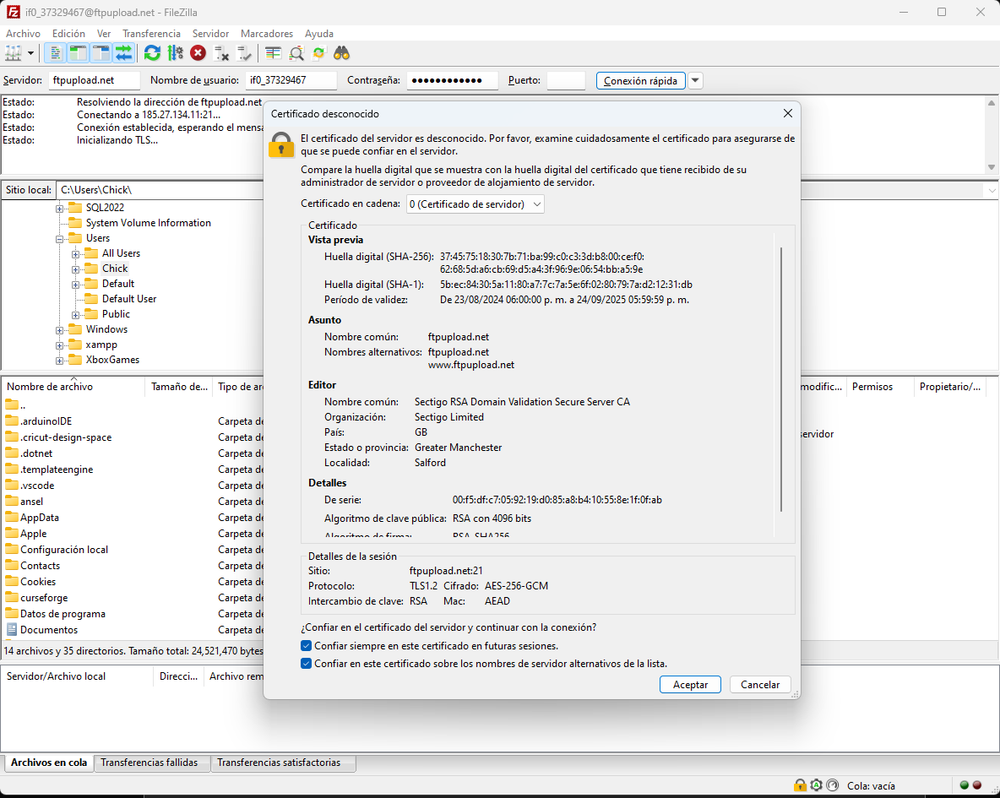 if0_37329467@ftpupload.net - FileZilla
Archivo Edición Ver Transferencia Servidor Marcadores Ayuda
Servidor: ftpupload.net Nombre de usuario: if0_37329467 Contraseña: ●●●●●●●●●●●● Puerto: Conexión rápida
Estado: Resolviendo la dirección de ftpupload.net
Estado: Conectando a 185.27.134.11:21...
Estado: Conexión establecida, esperando el mensa
Estado: Inicializando TLS...
Sitio local: C:\Users\Chick\
SQL2022
System Volume Information
Users
All Users
Chick
Default
Default User
Public
Windows
xampp
XboxGames
Nombre de archivo Tamaño de... Tipo de ar
..
.arduinoIDE Carpeta de
.cricut-design-space Carpeta de
.dotnet Carpeta de
.templateengine Carpeta de
.vscode Carpeta de
ansel Carpeta de
AppData Carpeta de
Apple Carpeta de
Configuración local Carpeta de
Contacts Carpeta de
Cookies Carpeta de
curseforge Carpeta de
Datos de programa Carpeta de
Documentos Carpeta de
14 archivos y 35 directorios. Tamaño total: 24,521,470 bytes
modific... Permisos Propietario/...
servidor
Certificado desconocido
El certificado del servidor es desconocido. Por favor, examine cuidadosamente el certificado para asegurarse de
que se puede confiar en el servidor.
Compare la huella digital que se muestra con la huella digital del certificado que tiene recibido de su
administrador de servidor o proveedor de alojamiento de servidor.
Certificado en cadena: 0 (Certificado de servidor)
Certificado
Vista previa
Huella digital (SHA-256): 37:45:75:18:30:7b:71:ba:99:c0:c3:3d:b8:00:ce:f0:
62:68:5d:a6:cb:69:d5:a4:3f:96:9e:06:54:bb:a5:9e
Huella digital (SHA-1): 5b:ec:84:30:5a:11:80:a7:7c:7a:5e:6f:02:80:79:7a:d2:12:31:db
Período de validez: De 23/08/2024 06:00:00 p. m. a 24/09/2025 05:59:59 p. m.
Asunto
Nombre común: ftpupload.net
Nombres alternativos: ftpupload.net
www.ftpupload.net
Editor
Nombre común: Sectigo RSA Domain Validation Secure Server CA
Organización: Sectigo Limited
País: GB
Estado o provincia: Greater Manchester
Localidad: Salford
Detalles
De serie: 00:f5:df:c7:05:92:19:d0:85:a8:b4:10:55:8e:1f:0f:ab
Algoritmo de clave pública: RSA con 4096 bits
Algoritmo de firma: RSA-SHA256
Detalles de la sesión
Sitio: ftpupload.net:21
Protocolo: TLS1.2 Cifrado: AES-256-GCM
Intercambio de clave: RSA Mac: AEAD
¿Confiar en el certificado del servidor y continuar con la conexión?
Confiar siempre en este certificado en futuras sesiones.
Confiar en este certificado sobre los nombres de servidor alternativos de la lista.
Aceptar Cancelar
Servidor/Archivo local Direcci... Archivo rem
Archivos en cola Transferencias fallidas Transferencias satisfactorias
Cola: vacía